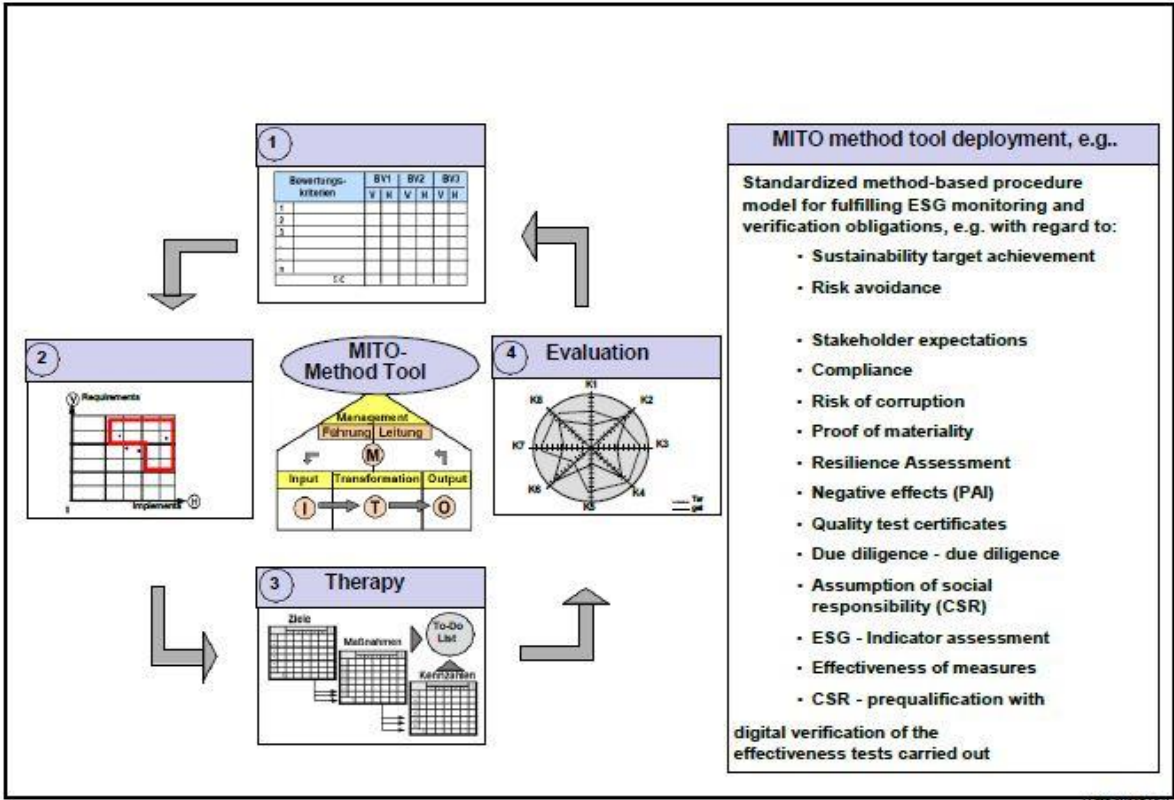 1
Bewertungs-
kriterien
BV1 BV2 BV3
V H V H V H
1
2
3
n
2
V Requirements
Implements H
1
MITO-
Method Tool
Management
Führung Leitung
M
Input Transformation Output
I T O
4 Evaluation
K1
K2
K3
K4
K5
K6
K7
K8
3 Therapy
Ziele
Maßnahmen
Kennzahlen
To-Do
List
MITO method tool deployment, e.g..
Standardized method-based procedure
model for fulfilling ESG monitoring and
verification obligations, e.g. with regard to:
• Sustainability target achievement
• Risk avoidance
• Stakeholder expectations
• Compliance
• Risk of corruption
• Proof of materiality
• Resilience Assessment
• Negative effects (PAI)
• Quality test certificates
• Due diligence - due diligence
• Assumption of social
responsibility (CSR)
• ESG - Indicator assessment
• Effectiveness of measures
• CSR - prequalification with
digital verification of the
effectiveness tests carried out